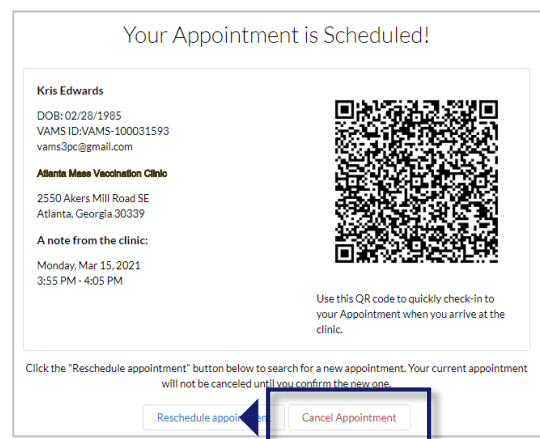 Your Appointment is Scheduled!
Kris Edwards
DOB: 02/28/1985
VAMS ID:VAMS-100031593
vams3pc@gmail.com
Atlanta Mass Vaccination Clinic
2550 Akers Mill Road SE
Atlanta, Georgia 30339
A note from the clinic:
Monday, Mar 15, 2021
3:55 PM - 4:05 PM
Use this QR code to quickly check-in to
your Appointment when you arrive at the
clinic.
Click the "Reschedule appointment" button below to search for a new appointment. Your current appointment
will not be canceled until you confirm the new one.
Reschedule appointment
Cancel Appointment